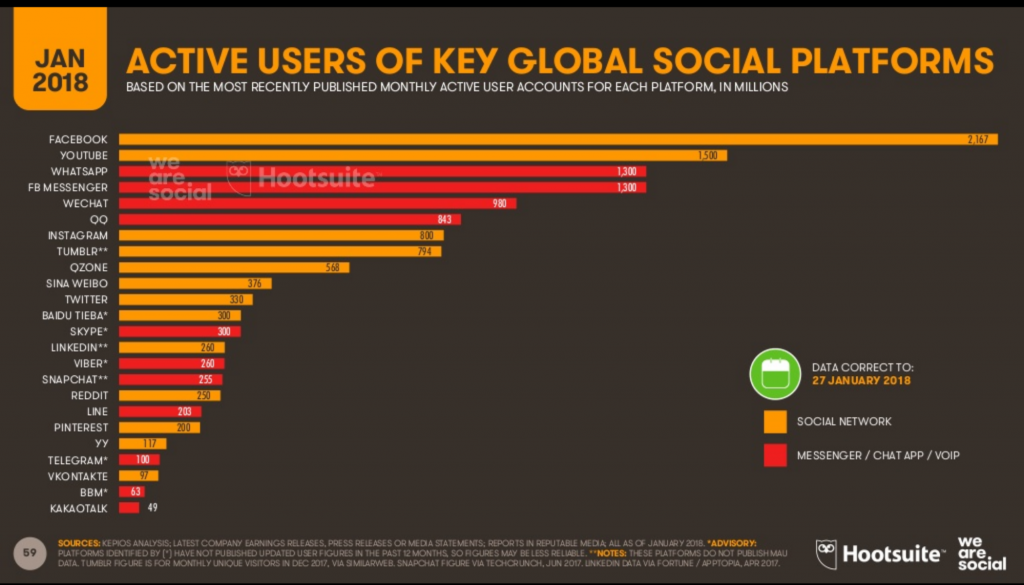 JAN
2018
ACTIVE USERS OF KEY GLOBAL SOCIAL PLATFORMS
BASED ON THE MOST RECENTLY PUBLISHED MONTHLY ACTIVE USER ACCOUNTS FOR EACH PLATFORM, IN MILLIONS
FACEBOOK 2,167
YOUTUBE 1,500
WHATSAPP 1,300
FB MESSENGER 1,300
WECHAT 980
QQ 843
INSTAGRAM 800
TUMBLR** 794
QZONE 568
SINA WEIBO 376
TWITTER 330
BAIDU TIEBA* 300
SKYPE* 300
LINKEDIN** 260
VIBER* 260
SNAPCHAT** 255
REDDIT 250
LINE 203
PINTEREST 200
YY 117
TELEGRAM* 100
VKONTAKTE 97
BBM* 63
KAKAOTALK 49
we
are
social
Hootsuite™
DATA CORRECT TO:
27 JANUARY 2018
SOCIAL NETWORK
MESSENGER / CHAT APP / VOIP
59
SOURCES: KEPIOS ANALYSIS; LATEST COMPANY EARNINGS RELEASES, PRESS RELEASES OR MEDIA STATEMENTS; REPORTS IN REPUTABLE MEDIA; ALL AS OF JANUARY 2018. *ADVISORY:
PLATFORMS IDENTIFIED BY (*) HAVE NOT PUBLISHED UPDATED USER FIGURES IN THE PAST 12 MONTHS, SO FIGURES MAY BE LESS RELIABLE. **NOTES: THESE PLATFORMS DO NOT PUBLISH MAU
DATA. TUMBLR FIGURE IS FOR MONTHLY UNIQUE VISITORS IN DEC 2017, VIA SIMILARWEB. SNAPCHAT FIGURE VIA TECHCRUNCH, JUN 2017. LINKEDIN DATA VIA FORTUNE / APPTOPIA, APR 2017.
Hootsuite™
we
are
social